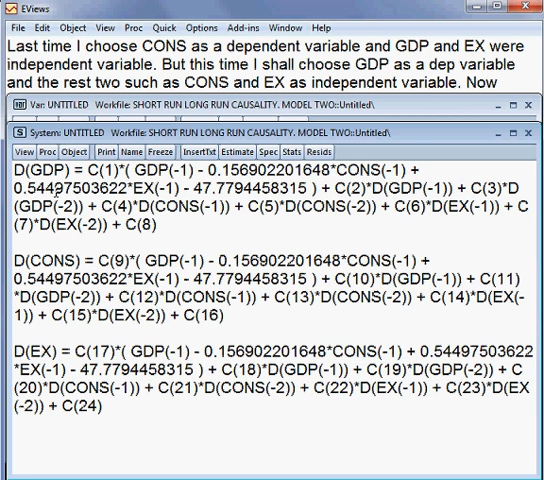 EViews
File Edit Object View Proc Quick Options Add-ins Window Help
Last time I choose CONS as a dependent variable and GDP and EX were
independent variable. But this time I shall choose GDP as a dep variable
and the rest two such as CONS and EX as independent variable. Now
Var: UNTITLED Workfile: SHORT RUN LONG RUN CAUSALITY. MODEL TWO::Untitled\
System: UNTITLED Workfile: SHORT RUN LONG RUN CAUSALITY. MODEL TWO::Untitled\
View Proc Object Print Name Freeze InsertTxt Estimate Spec Stats Resids
D(GDP) = C(1)*( GDP(-1) - 0.156902201648*CONS(-1) +
0.54497503622*EX(-1) - 47.7794458315 ) + C(2)*D(GDP(-1)) + C(3)*D
(GDP(-2)) + C(4)*D(CONS(-1)) + C(5)*D(CONS(-2)) + C(6)*D(EX(-1)) + C
(7)*D(EX(-2)) + C(8)
D(CONS) = C(9)*( GDP(-1) - 0.156902201648*CONS(-1) +
0.54497503622*EX(-1) - 47.7794458315 ) + C(10)*D(GDP(-1)) + C(11)
*D(GDP(-2)) + C(12)*D(CONS(-1)) + C(13)*D(CONS(-2)) + C(14)*D(EX(-
1)) + C(15)*D(EX(-2)) + C(16)
D(EX) = C(17)*( GDP(-1) - 0.156902201648*CONS(-1) + 0.54497503622
*EX(-1) - 47.7794458315 ) + C(18)*D(GDP(-1)) + C(19)*D(GDP(-2)) + C
(20)*D(CONS(-1)) + C(21)*D(CONS(-2)) + C(22)*D(EX(-1)) + C(23)*D(EX
(-2)) + C(24)